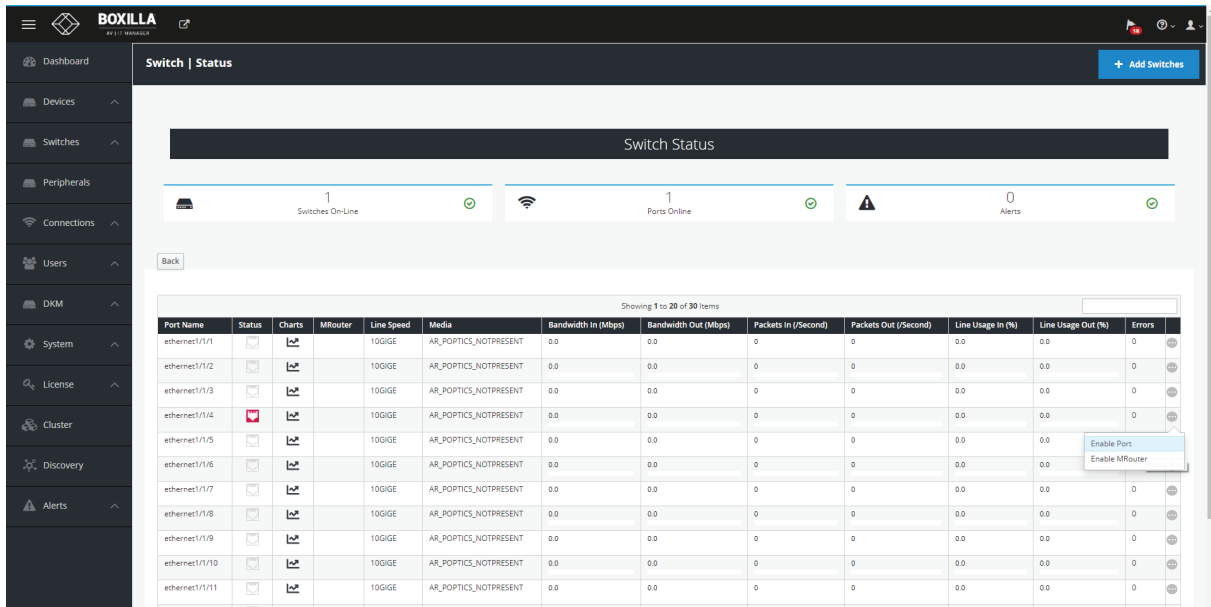 BOXILLA
AV | IT MANAGER
18
Dashboard
Devices
Switches
Peripherals
Connections
Users
DKM
System
License
Cluster
Discovery
Alerts
Switch | Status
+ Add Switches
Switch Status
1
Switches On-Line
1
Ports Online
0
Alerts
Back
Showing 1 to 20 of 30 Items
Port Name Status Charts MRouter Line Speed Media Bandwidth In (Mbps) Bandwidth Out (Mbps) Packets In (/Second) Packets Out (/Second) Line Usage In (%) Line Usage Out (%) Errors
ethernet1/1/1 10GIGE AR_POPTICS_NOTPRESENT 0.0 0.0 0 0 0.0 0.0 0
ethernet1/1/2 10GIGE AR_POPTICS_NOTPRESENT 0.0 0.0 0 0 0.0 0.0 0
ethernet1/1/3 10GIGE AR_POPTICS_NOTPRESENT 0.0 0.0 0 0 0.0 0.0 0
ethernet1/1/4 10GIGE AR_POPTICS_NOTPRESENT 0.0 0.0 0 0 0.0 0.0 0
ethernet1/1/5 10GIGE AR_POPTICS_NOTPRESENT 0.0 0.0 0 0 0.0 0.0
Enable Port
Enable MRouter
ethernet1/1/6 10GIGE AR_POPTICS_NOTPRESENT 0.0 0.0 0 0 0.0 0.0
ethernet1/1/7 10GIGE AR_POPTICS_NOTPRESENT 0.0 0.0 0 0 0.0 0.0 0
ethernet1/1/8 10GIGE AR_POPTICS_NOTPRESENT 0.0 0.0 0 0 0.0 0.0 0
ethernet1/1/9 10GIGE AR_POPTICS_NOTPRESENT 0.0 0.0 0 0 0.0 0.0 0
ethernet1/1/10 10GIGE AR_POPTICS_NOTPRESENT 0.0 0.0 0 0 0.0 0.0 0
ethernet1/1/11 10GIGE AR_POPTICS_NOTPRESENT 0.0 0.0 0 0 0.0 0.0 0